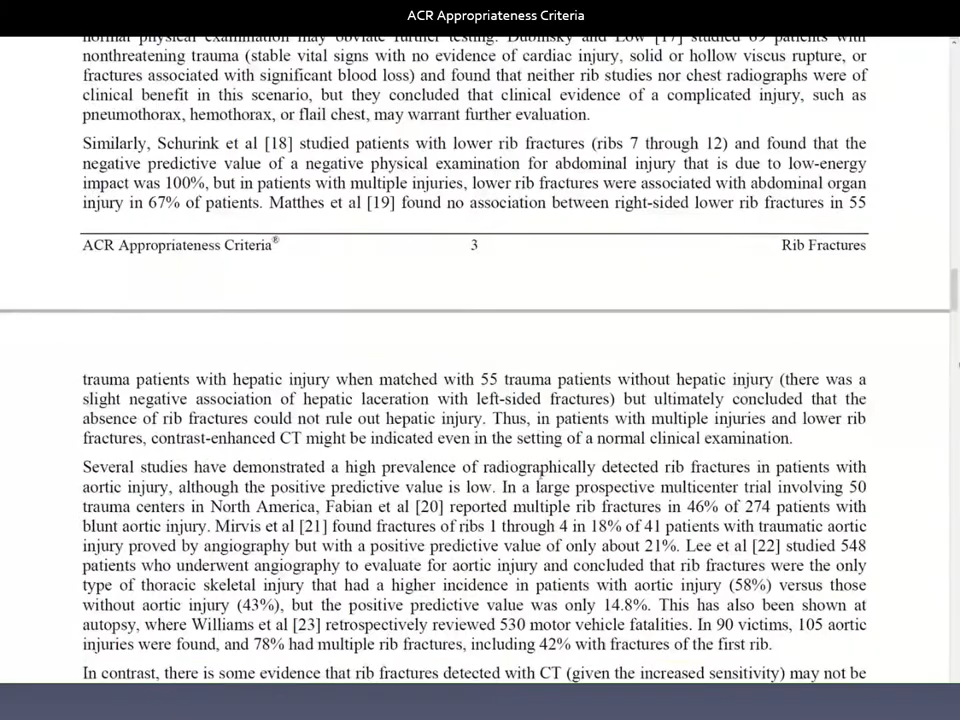 ACR Appropriateness Criteria
normal physical examination may obviate further testing. Dubinsky and Low [17] studied 69 patients with
nonthreatening trauma (stable vital signs with no evidence of cardiac injury, solid or hollow viscus rupture, or
fractures associated with significant blood loss) and found that neither rib studies nor chest radiographs were of
clinical benefit in this scenario, but they concluded that clinical evidence of a complicated injury, such as
pneumothorax, hemothorax, or flail chest, may warrant further evaluation.
Similarly, Schurink et al [18] studied patients with lower rib fractures (ribs 7 through 12) and found that the
negative predictive value of a negative physical examination for abdominal injury that is due to low-energy
impact was 100%, but in patients with multiple injuries, lower rib fractures were associated with abdominal organ
injury in 67% of patients. Matthes et al [19] found no association between right-sided lower rib fractures in 55
ACR Appropriateness Criteria® 3 Rib Fractures
trauma patients with hepatic injury when matched with 55 trauma patients without hepatic injury (there was a
slight negative association of hepatic laceration with left-sided fractures) but ultimately concluded that the
absence of rib fractures could not rule out hepatic injury. Thus, in patients with multiple injuries and lower rib
fractures, contrast-enhanced CT might be indicated even in the setting of a normal clinical examination.
Several studies have demonstrated a high prevalence of radiographically detected rib fractures in patients with
aortic injury, although the positive predictive value is low. In a large prospective multicenter trial involving 50
trauma centers in North America, Fabian et al [20] reported multiple rib fractures in 46% of 274 patients with
blunt aortic injury. Mirvis et al [21] found fractures of ribs 1 through 4 in 18% of 41 patients with traumatic aortic
injury proved by angiography but with a positive predictive value of only about 21%. Lee et al [22] studied 548
patients who underwent angiography to evaluate for aortic injury and concluded that rib fractures were the only
type of thoracic skeletal injury that had a higher incidence in patients with aortic injury (58%) versus those
without aortic injury (43%), but the positive predictive value was only 14.8%. This has also been shown at
autopsy, where Williams et al [23] retrospectively reviewed 530 motor vehicle fatalities. In 90 victims, 105 aortic
injuries were found, and 78% had multiple rib fractures, including 42% with fractures of the first rib.
In contrast, there is some evidence that rib fractures detected with CT (given the increased sensitivity) may not be